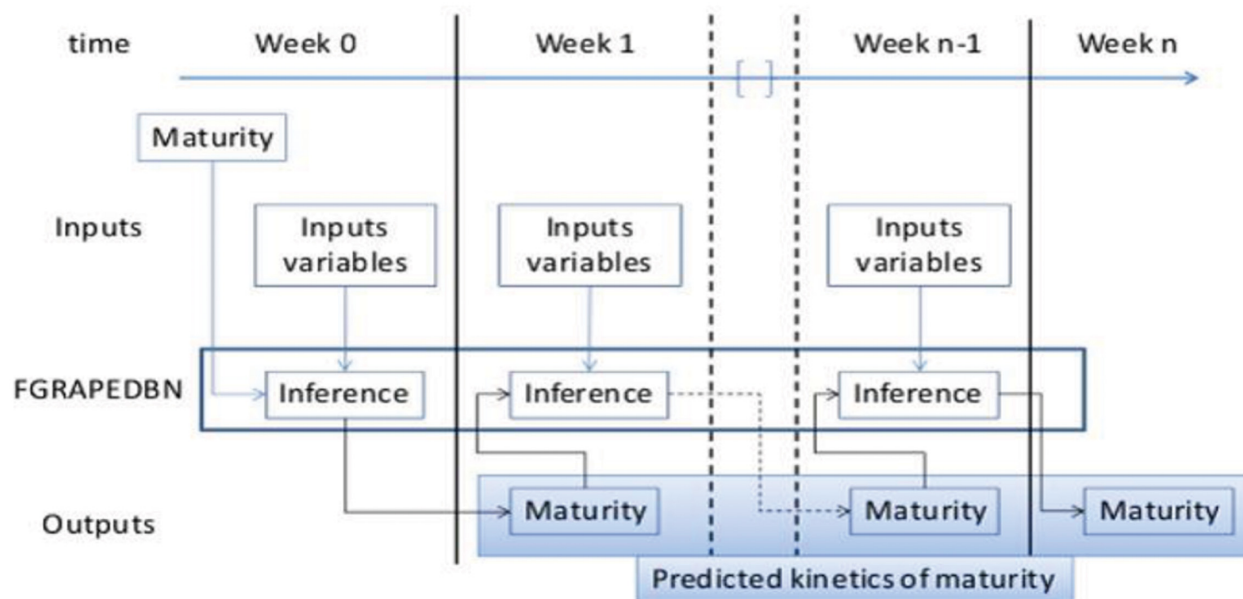 time Week 0 Week 1 Week n-1 Week n
Maturity
Inputs
Inputs
variables
Inputs
variables
Inputs
variables
FGRAPEDBN
Inference
Inference
Inference
Outputs
Maturity
Maturity
Maturity
Predicted kinetics of maturity